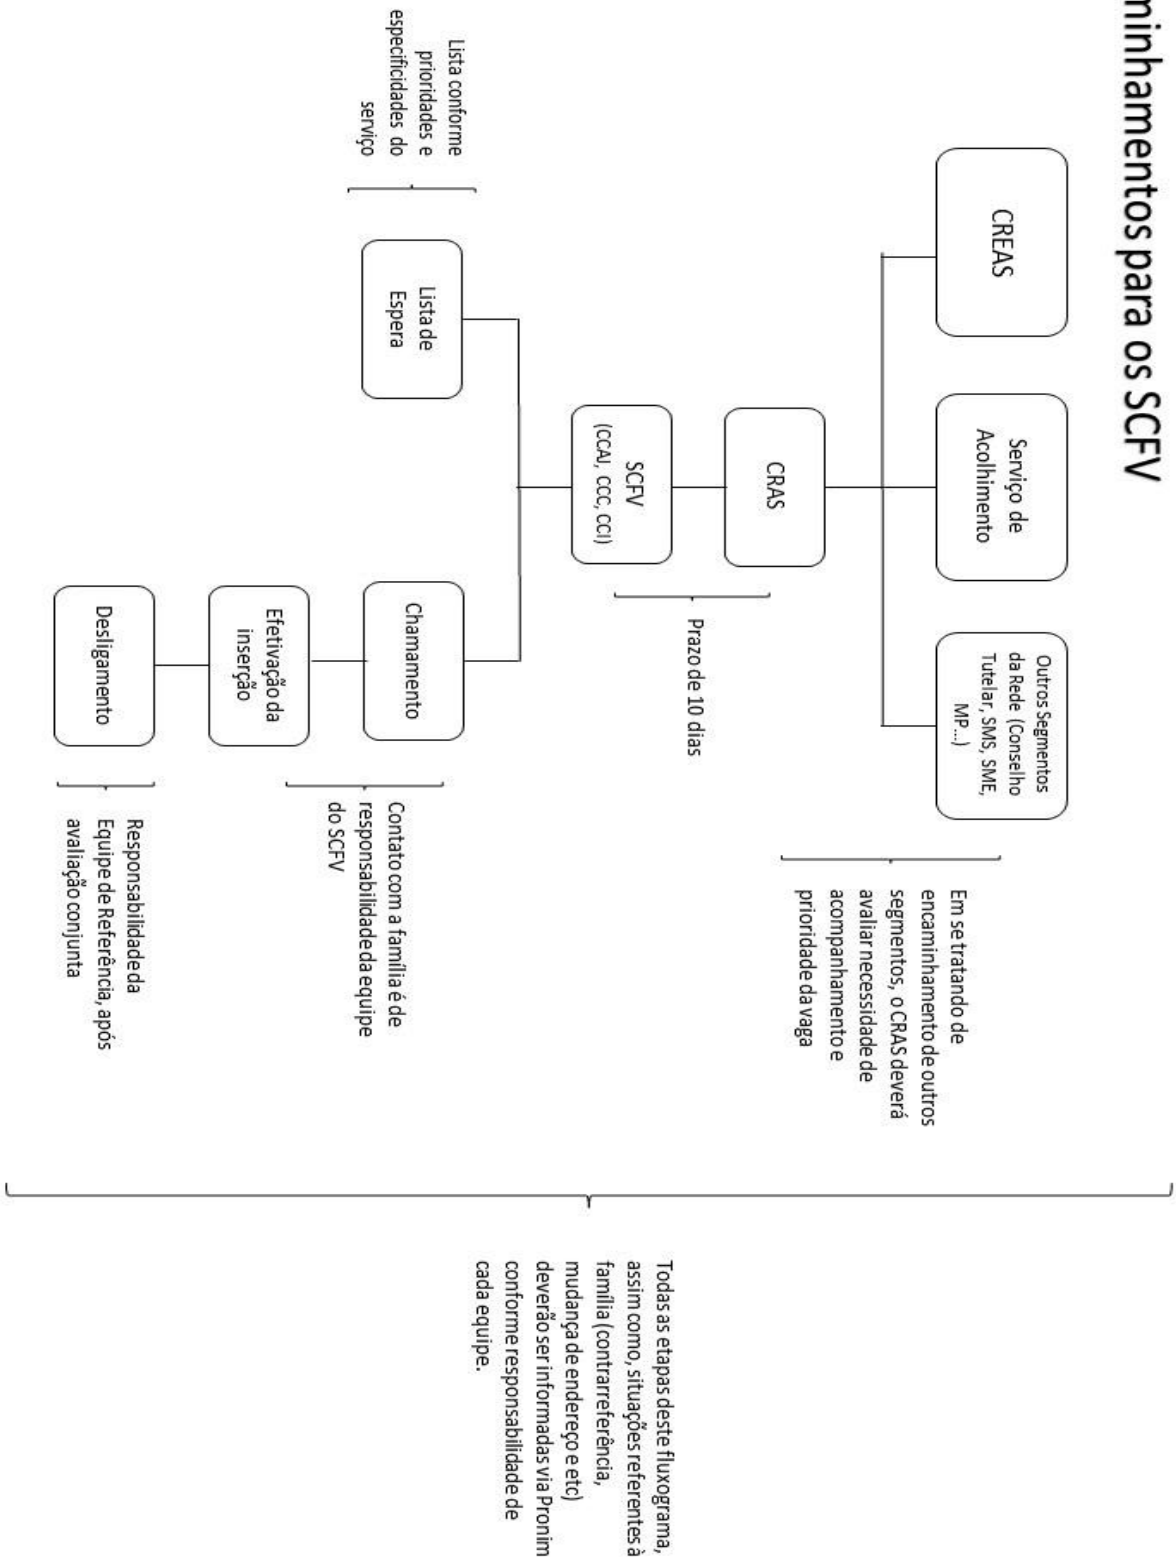 minhamentos para os SCFV
CREAS
Serviço de
Acolhimento
Outros Segmentos
da Rede (Conselho
Tutelar, SMS, SME,
MP...)
Em se tratando de
encaminhamento de outros
segmentos, o CRAS deverá
avaliar necessidade de
acompanhamento e
prioridade da vaga
CRAS
SCFV
(CCAI, CCC, CCI)
Prazo de 10 dias
Lista conforme
prioridades e
especificidades do
serviço
Lista de
Espera
Chamamento
Efetivação da
inserção
Contato com a família é de
responsabilidade da equipe
do SCFV
Desligamento
Responsabilidade da
Equipe de Referência, após
avaliação conjunta
Todas as etapas deste fluxograma,
assim como, situações referentes à
família (contrarreferência,
mudança de endereço e etc)
deverão ser informadas via Pronim
conforme responsabilidade de
cada equipe.